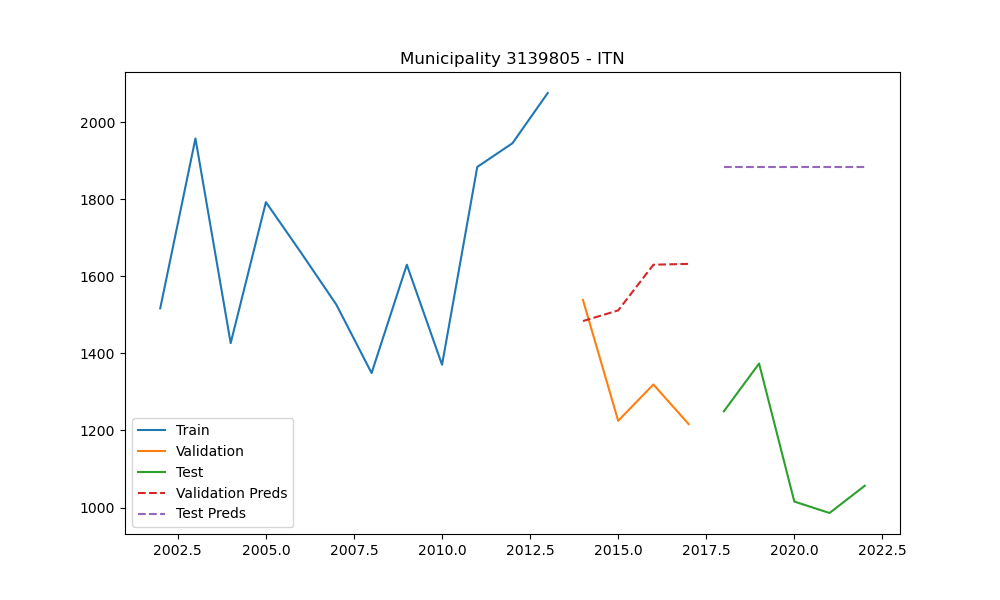 Municipality 3139805 - ITN
2000
1800
1600
1400
1200
1000
Train
Validation
Test
Validation Preds
Test Preds
2002.5 2005.0 2007.5 2010.0 2012.5 2015.0 2017.5 2020.0 2022.5